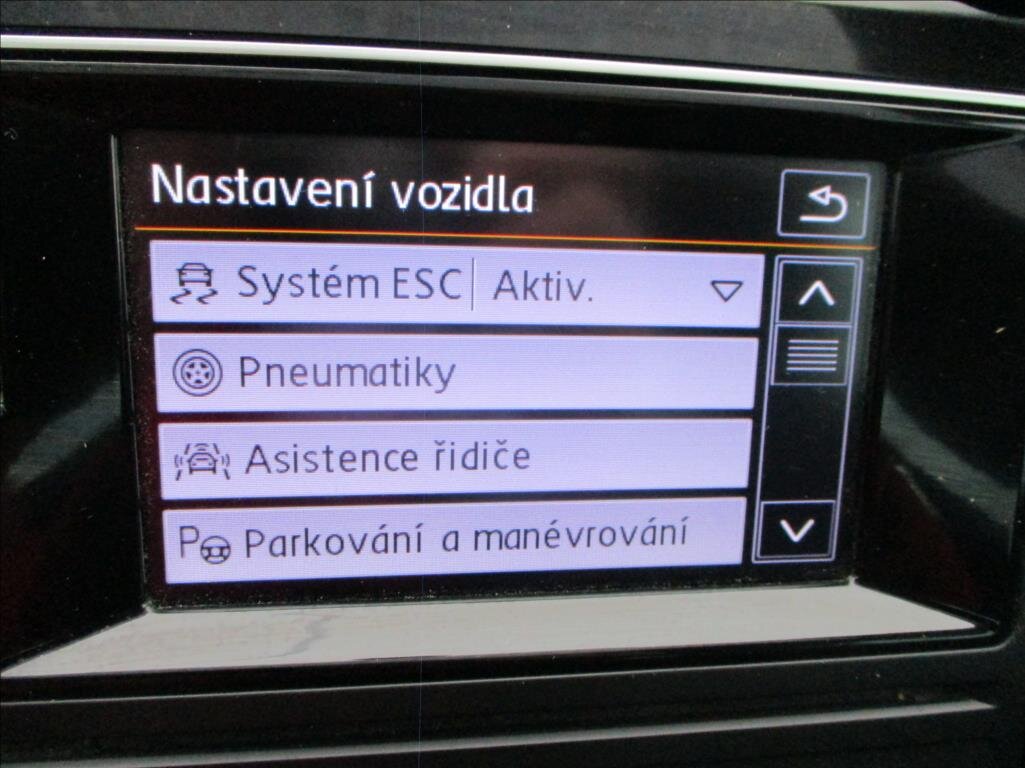 Nastavení vozidla
Systém ESC Aktiv.
Pneumatiky
Asistence řidiče
P Parkování a manévrování